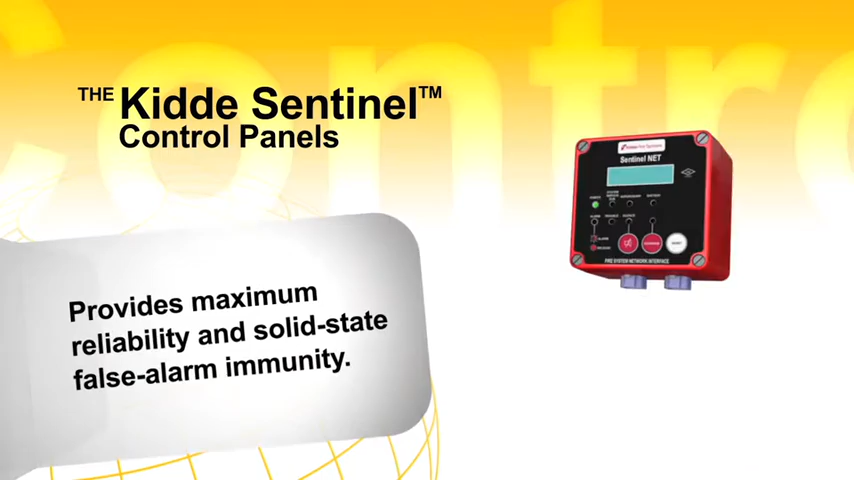 Contro
THE Kidde Sentinel™
Control Panels
Provides maximum
reliability and solid-state
false-alarm immunity.
Sentinel NET
FIRE SYSTEM NETWORK INTERFACE